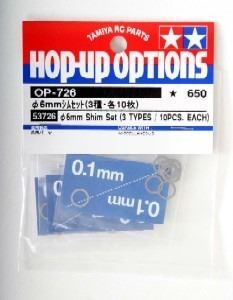 TAMIYA RC PARTS
HOP-UP OPTIONS
OP-726 ★ 650
φ6mmシムセット(3種・各10枚)
53726 φ6mm Shim Set (3 TYPES / 10PCS. EACH)
0.1mm
0.1mm